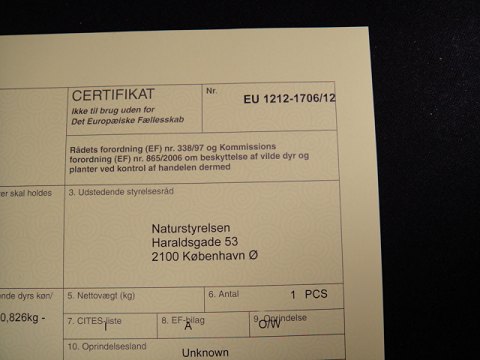 CERTIFIKAT
Ikke til brug uden for
Det Europæiske Fællesskab
Nr.
EU 1212-1706/12
Rådets forordning (EF) nr. 338/97 og Kommissions
forordning (EF) nr. 865/2006 om beskyttelse af vilde dyr og
planter ved kontrol af handelen dermed
er skal holdes
3. Udstedende styrelsesråd
Naturstyrelsen
Haraldsgade 53
2100 København Ø
ende dyrs køn/
0,826kg -
5. Nettovægt (kg)
6. Antal
1 PCS
7. CITES-liste
I
8. EF-bilag
A
9. Oprindelse
O/W
10. Oprindelsesland
Unknown